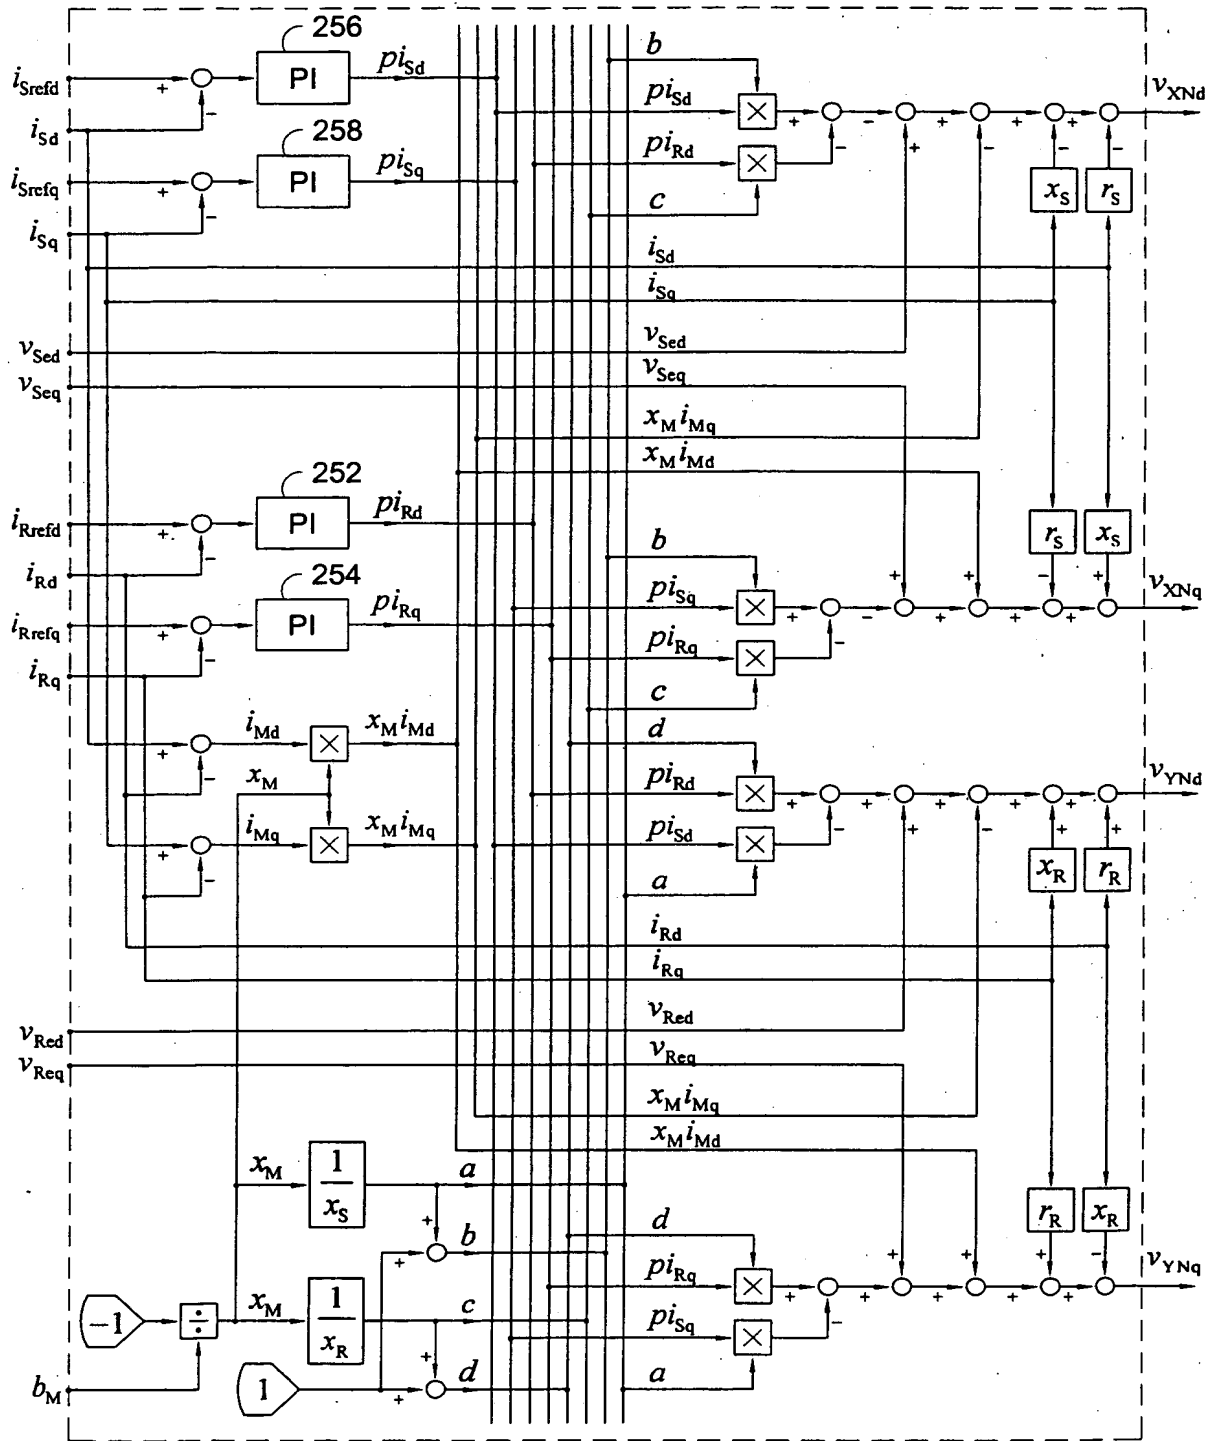 256
i_Srefd + − PI pi_Sd b
i_Sd pi_Sd × + − + + + v_XNd
258 − + − − −
i_Srefq + − PI pi_Sq pi_Rd ×
i_Sq c x_S r_S
i_Sd
i_Sq
v_Sed v_Sed
v_Seq v_Seq
x_M i_Mq
x_M i_Md
252
i_Rrefd + − PI pi_Rd r_S x_S
i_Rd b + + − +
254 pi_Sq × + − + + + v_XNq
i_Rrefq + − PI pi_Rq −
i_Rq pi_Rq ×
c
+ − i_Md × x_M i_Md d
x_M pi_Rd × + + + + + v_YNd
+ − i_Mq × x_M i_Mq pi_Sd × − + − + +
a x_R r_R
i_Rd
i_Rq
v_Red v_Red
v_Req v_Req
x_M i_Mq
x_M i_Md
x_M 1 a
x_S
+ d r_R x_R
+ b + + + −
pi_Rq × + + + + + v_YNq
−1 ÷ x_M 1 c −
x_R pi_Sq ×
+
b_M 1 + d a